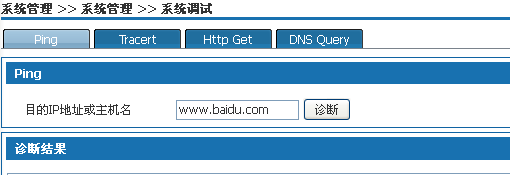 系统管理 >> 系统管理 >> 系统调试
Ping Tracert Http Get DNS Query
Ping
目的IP地址或主机名 www.baidu.com 诊断
诊断结果